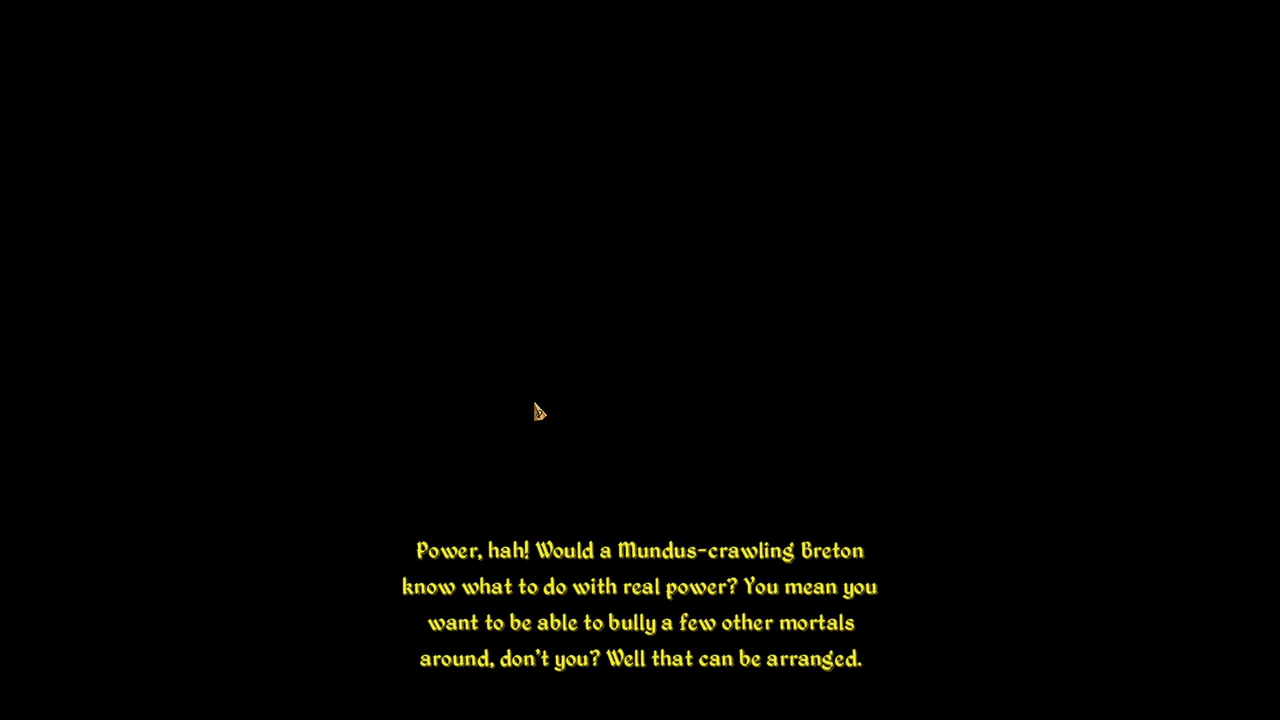 Power, hah! Would a Mundus-crawling Breton
know what to do with real power? You mean you
want to be able to bully a few other mortals
around, don't you? Well that can be arranged.